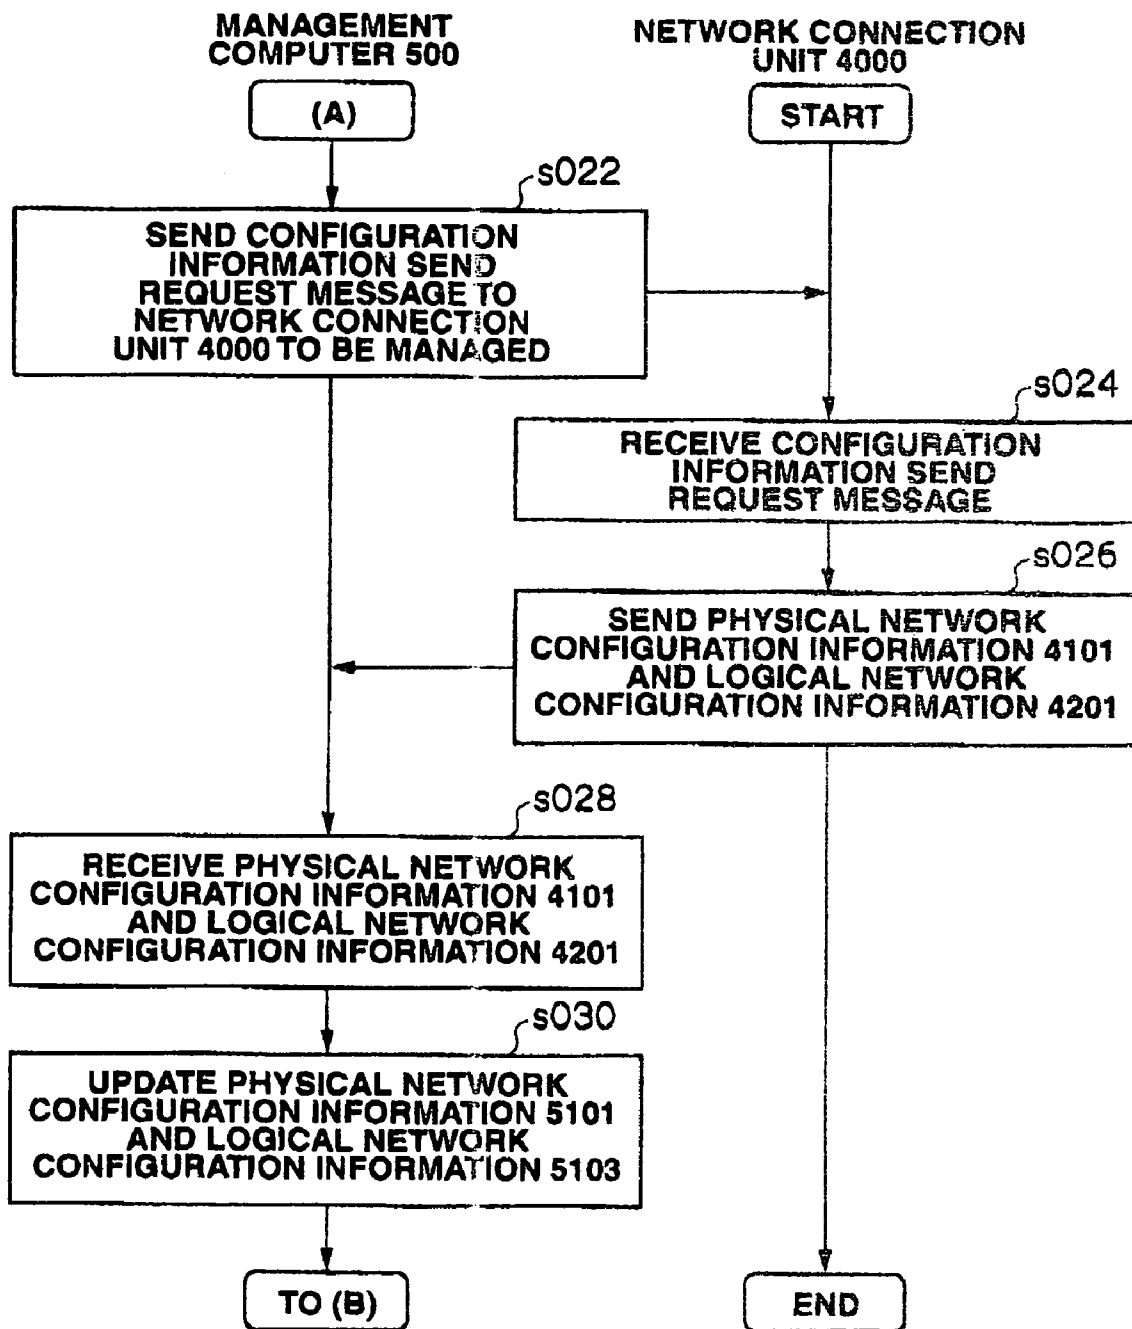 MANAGEMENT
COMPUTER 500
NETWORK CONNECTION
UNIT 4000
(A)
START
s022
SEND CONFIGURATION
INFORMATION SEND
REQUEST MESSAGE TO
NETWORK CONNECTION
UNIT 4000 TO BE MANAGED
s024
RECEIVE CONFIGURATION
INFORMATION SEND
REQUEST MESSAGE
s026
SEND PHYSICAL NETWORK
CONFIGURATION INFORMATION 4101
AND LOGICAL NETWORK
CONFIGURATION INFORMATION 4201
s028
RECEIVE PHYSICAL NETWORK
CONFIGURATION INFORMATION 4101
AND LOGICAL NETWORK
CONFIGURATION INFORMATION 4201
s030
UPDATE PHYSICAL NETWORK
CONFIGURATION INFORMATION 5101
AND LOGICAL NETWORK
CONFIGURATION INFORMATION 5103
TO (B)
END